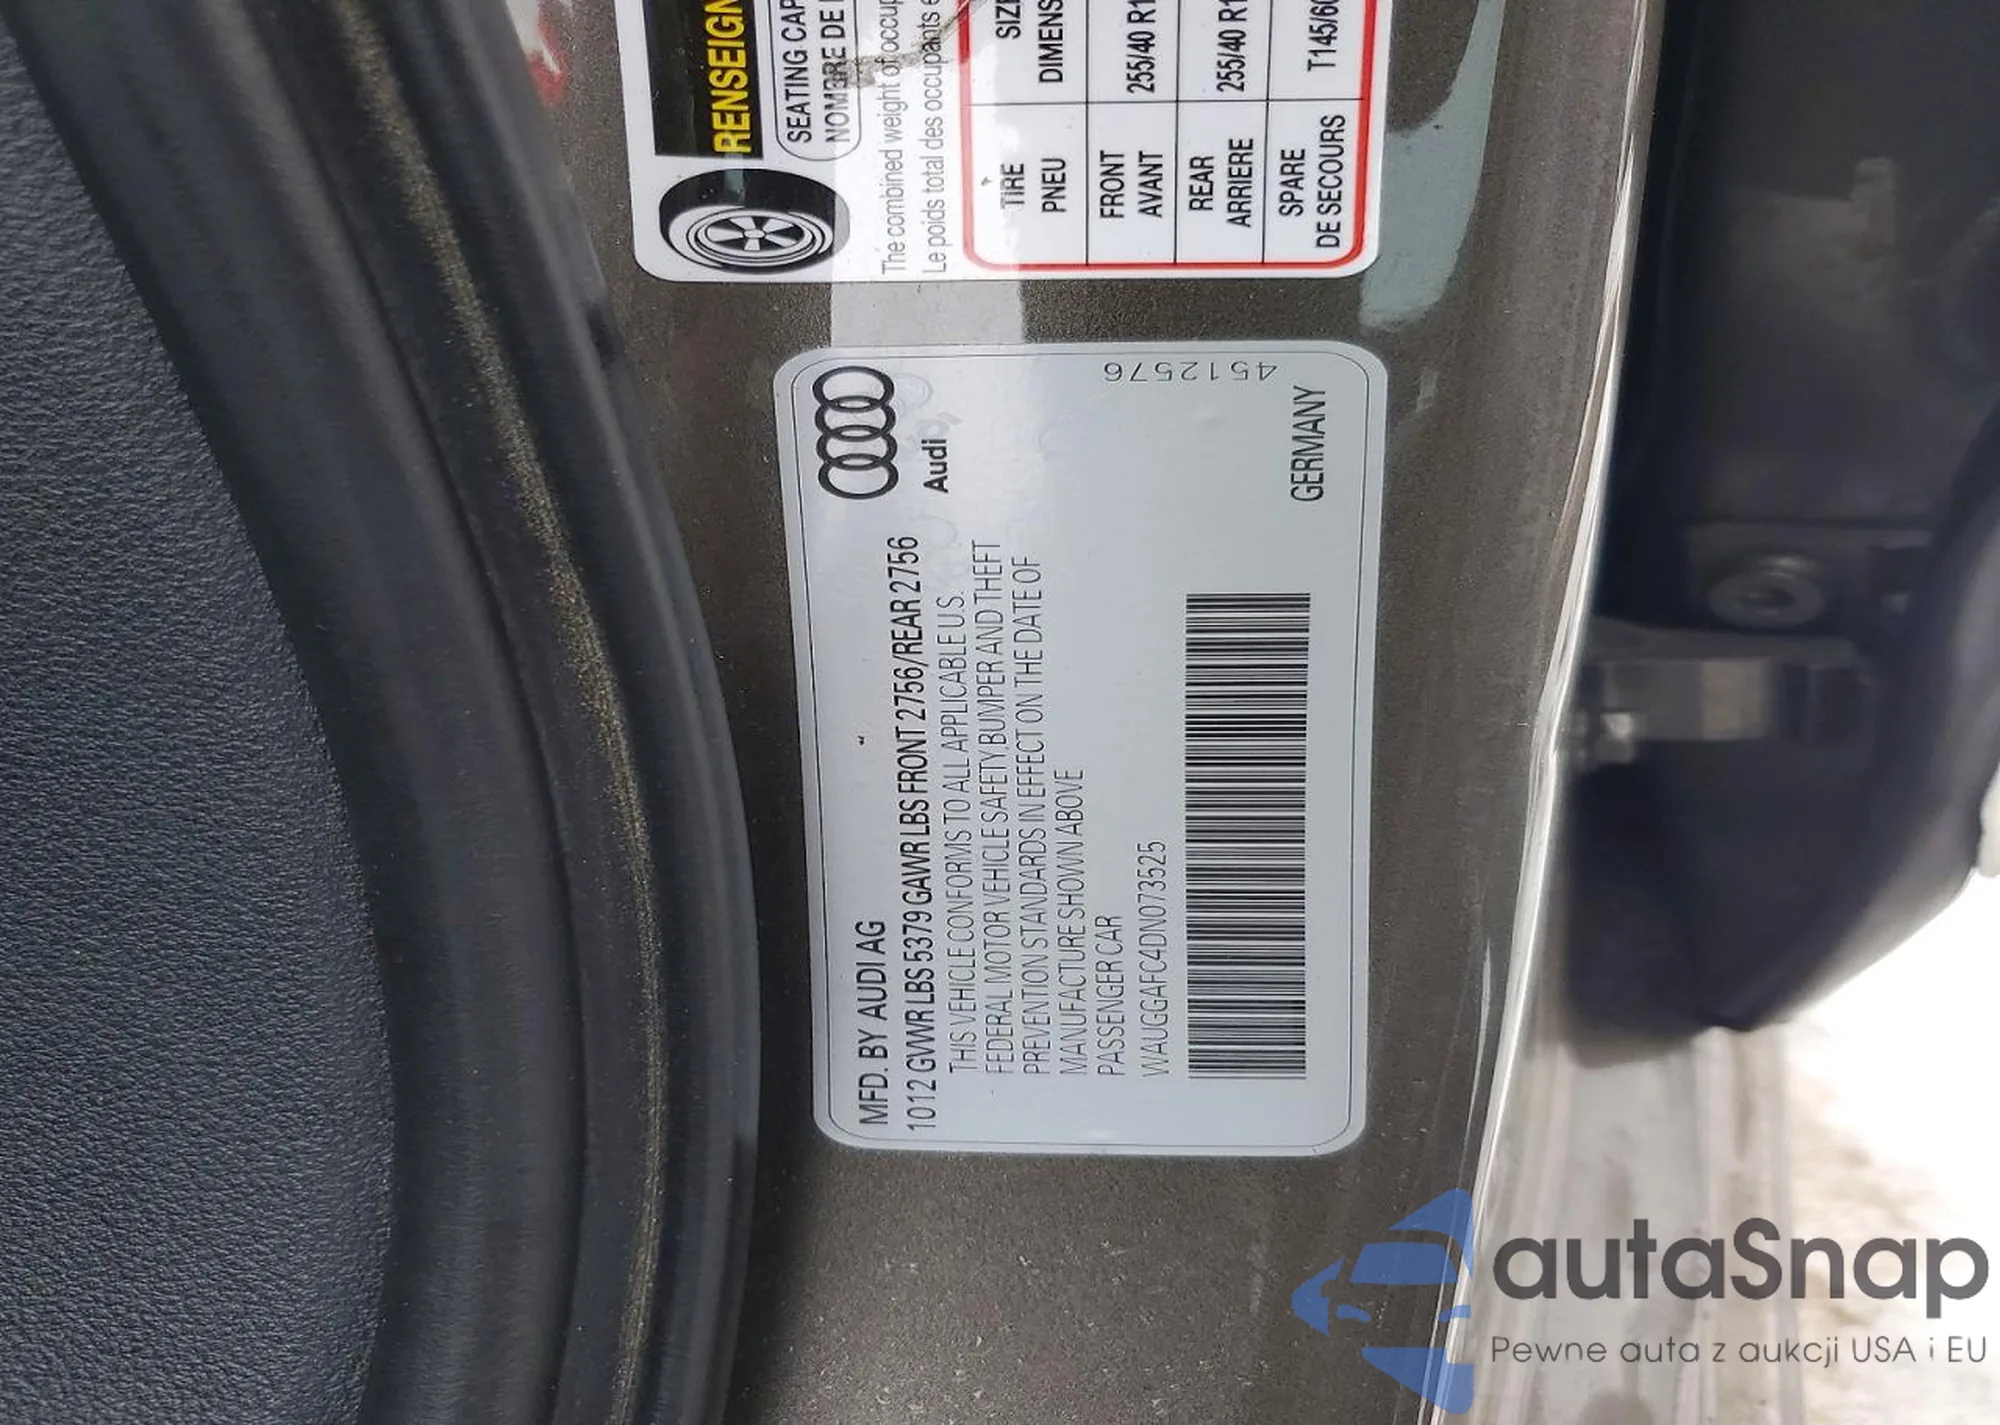 RENSEIGN
SEATING CAP
NOMBRE DE
The combined weight of occup
Le poids total des occupants e
TIRE
PNEU
SIZE
DIMENS
FRONT
AVANT
255/40 R1
REAR
ARRIERE
255/40 R1
SPARE
DE SECOURS
T145/60
MFD. BY AUDI AG
1012 GVWR LBS 5379 GAWR LBS FRONT 2756/REAR 2756
THIS VEHICLE CONFORMS TO ALL APPLICABLE U.S.
FEDERAL MOTOR VEHICLE SAFETY, BUMPER AND THEFT
PREVENTION STANDARDS IN EFFECT ON THE DATE OF
MANUFACTURE SHOWN ABOVE
PASSENGER CAR
WAUGGAFC4DN073525
Audi
4512576
GERMANY
autaSnap
Pewne auta z aukcji USA i EU